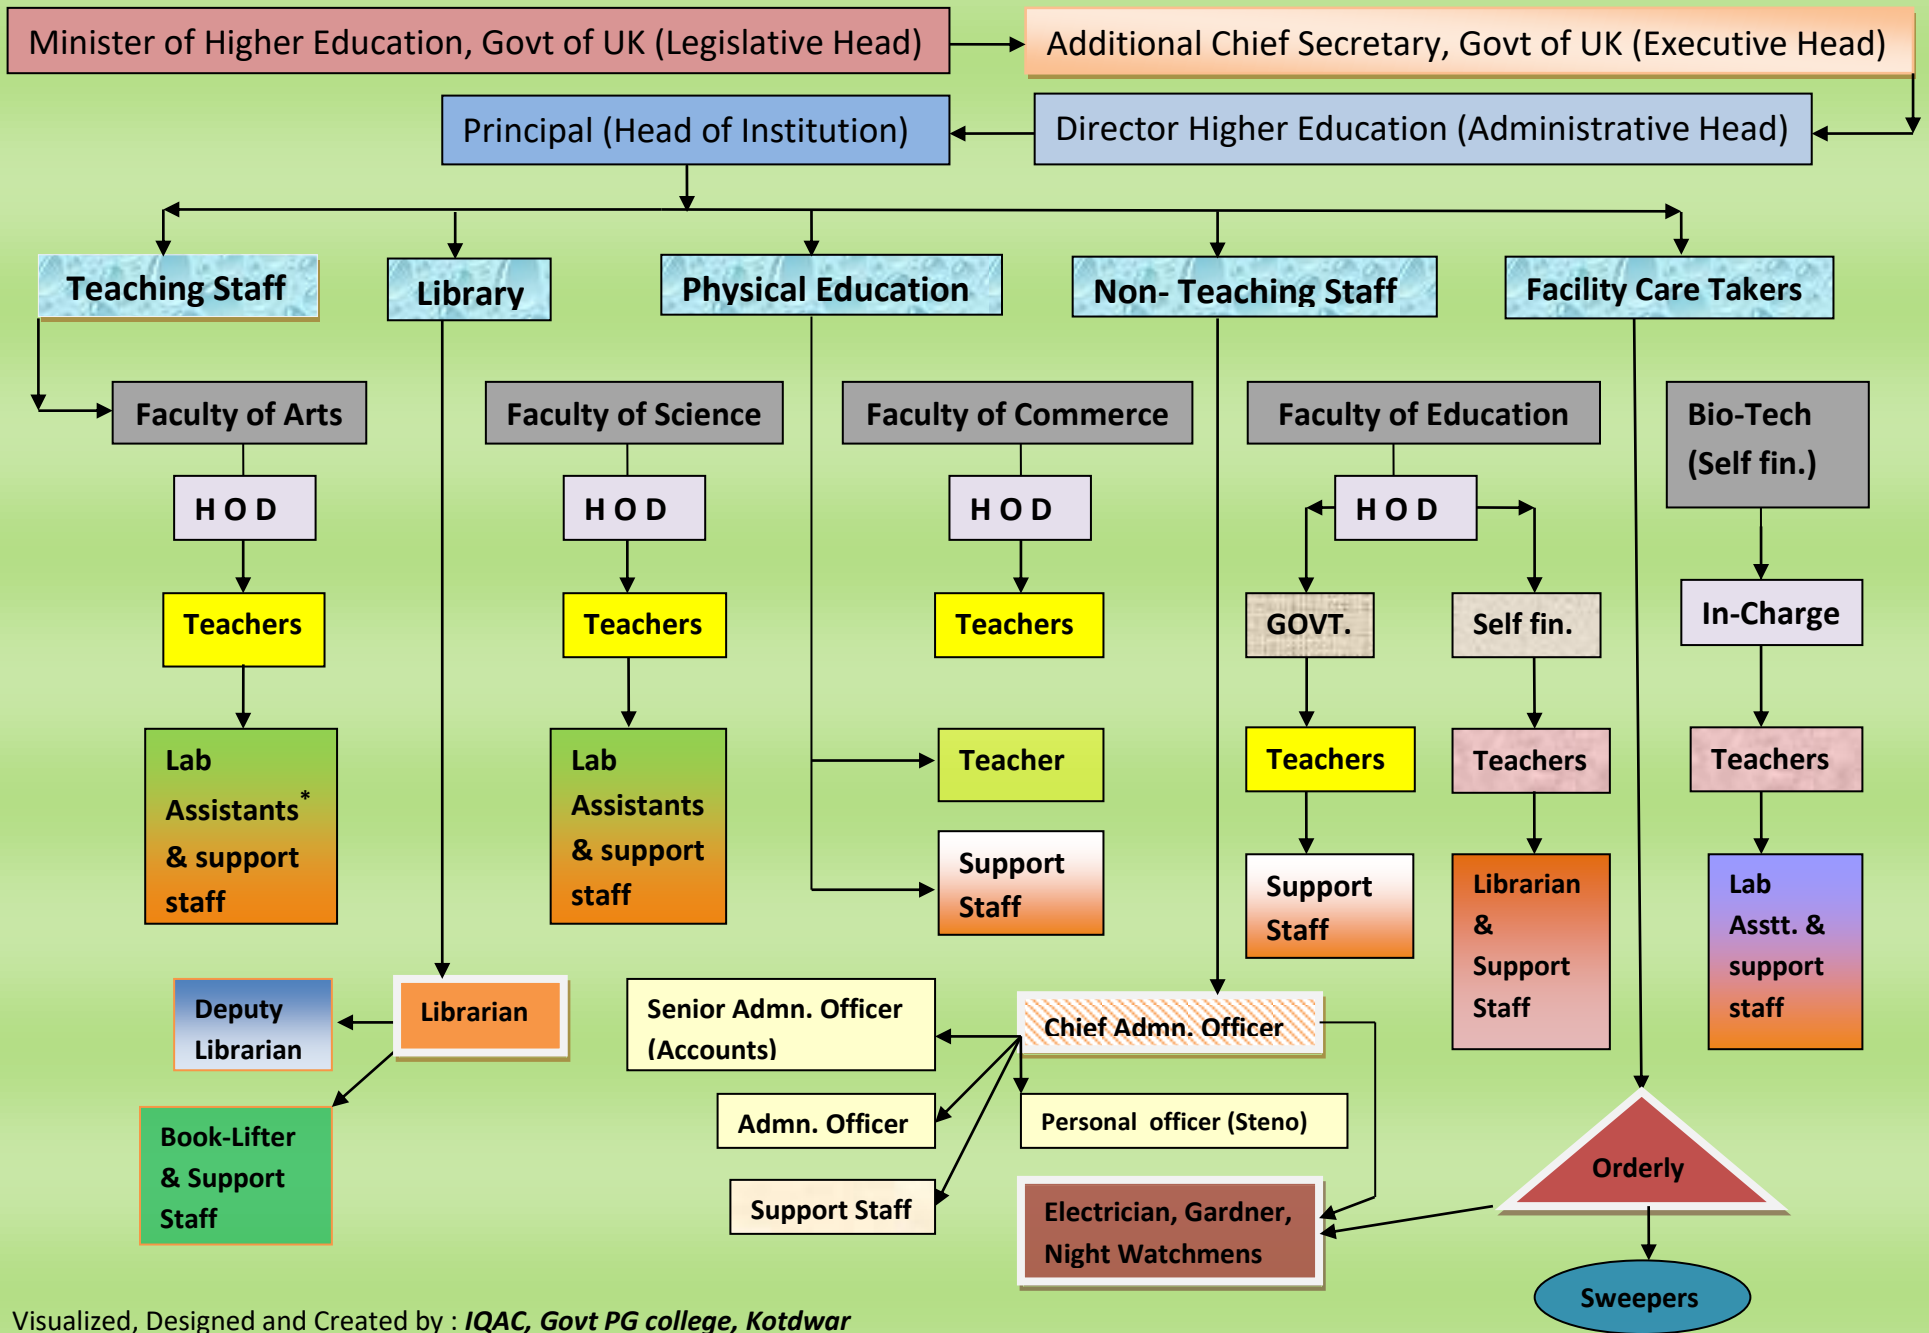 Minister of Higher Education, Govt of UK (Legislative Head)
Additional Chief Secretary, Govt of UK (Executive Head)
Principal (Head of Institution)
Director Higher Education (Administrative Head)
Teaching Staff
Library
Physical Education
Non- Teaching Staff
Facility Care Takers
Faculty of Arts
Faculty of Science
Faculty of Commerce
Faculty of Education
Bio-Tech
(Self fin.)
H O D
H O D
H O D
H O D
Teachers
Teachers
Teachers
GOVT.
Self fin.
In-Charge
Lab
Assistants*
& support
staff
Lab
Assistants
& support
staff
Teacher
Teachers
Teachers
Teachers
Support
Staff
Support
Staff
Librarian
&
Support
Staff
Lab
Asstt. &
support
staff
Deputy
Librarian
Librarian
Senior Admn. Officer
(Accounts)
Chief Admn. Officer
Book-Lifter
& Support
Staff
Admn. Officer
Personal officer (Steno)
Support Staff
Electrician, Gardner,
Night Watchmens
Orderly
Sweepers
Visualized, Designed and Created by : IQAC, Govt PG college, Kotdwar